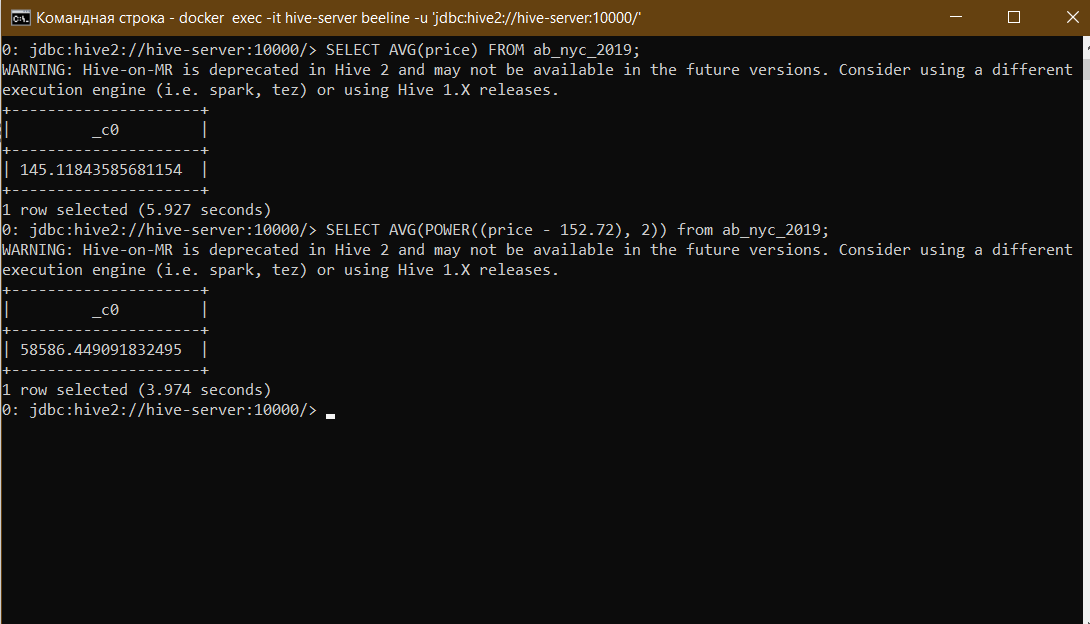 Командная строка - docker exec -it hive-server beeline -u 'jdbc:hive2://hive-server:10000/'
0: jdbc:hive2://hive-server:10000/> SELECT AVG(price) FROM ab_nyc_2019;
WARNING: Hive-on-MR is deprecated in Hive 2 and may not be available in the future versions. Consider using a different
execution engine (i.e. spark, tez) or using Hive 1.X releases.
+---------------------+
| _c0 |
+---------------------+
| 145.11843585681154 |
+---------------------+
1 row selected (5.927 seconds)
0: jdbc:hive2://hive-server:10000/> SELECT AVG(POWER((price - 152.72), 2)) from ab_nyc_2019;
WARNING: Hive-on-MR is deprecated in Hive 2 and may not be available in the future versions. Consider using a different
execution engine (i.e. spark, tez) or using Hive 1.X releases.
+---------------------+
| _c0 |
+---------------------+
| 58586.449091832495 |
+---------------------+
1 row selected (3.974 seconds)
0: jdbc:hive2://hive-server:10000/>